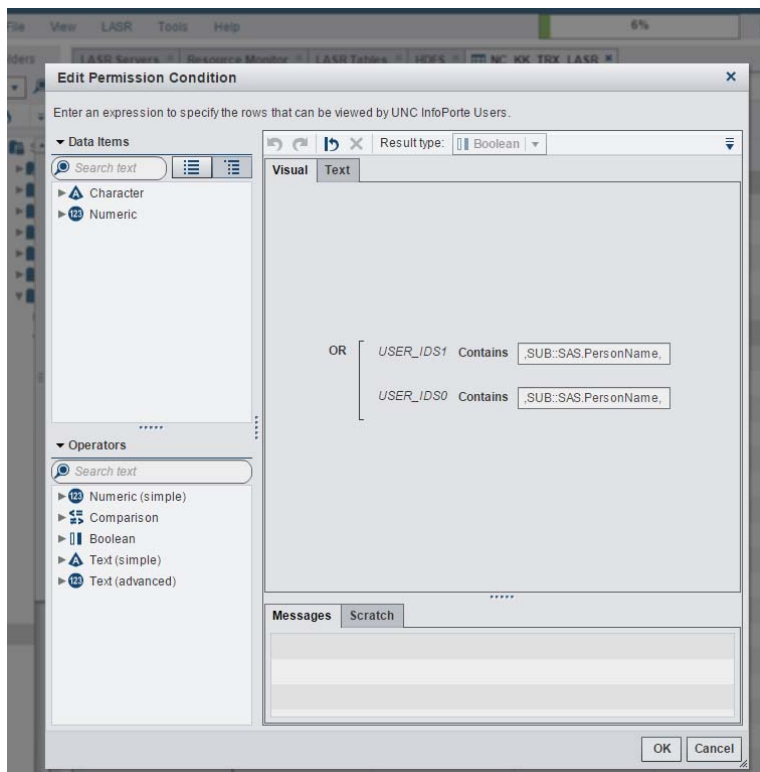 File View LASR Tools Help 6%
LASR Servers Resource Monitor LASR Tables HDFS NC_KK_TRX_LASR
Edit Permission Condition
Enter an expression to specify the rows that can be viewed by UNC InfoPorte Users.
Data Items
Search text
Character
123 Numeric
Result type: Boolean
Visual Text
OR USER_IDS1 Contains ,SUB::SAS.PersonName,
USER_IDS0 Contains ,SUB::SAS.PersonName,
Operators
Search text
123 Numeric (simple)
Comparison
Boolean
Text (simple)
123 Text (advanced)
Messages Scratch
OK Cancel